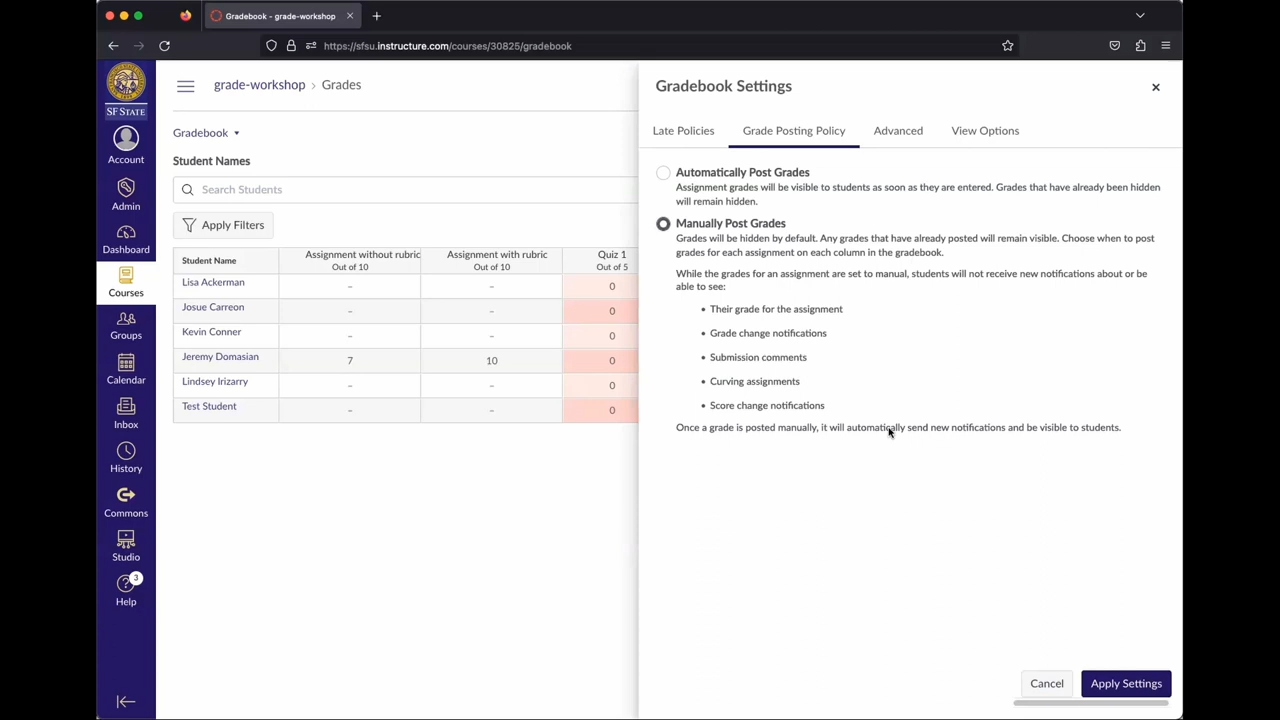 Gradebook - grade-workshop
https://sfsu.instructure.com/courses/30825/gradebook
SF STATE
Account
Admin
Dashboard
Courses
Groups
Calendar
Inbox
History
Commons
Studio
3
Help
grade-workshop › Grades
Gradebook
Student Names
Search Students
Apply Filters
Student Name
Assignment without rubric
Out of 10
Assignment with rubric
Out of 10
Quiz 1
Out of 5
Lisa Ackerman – – 0
Josue Carreon – – 0
Kevin Conner – – 0
Jeremy Domasian 7 10 0
Lindsey Irizarry – – 0
Test Student – – 0
Gradebook Settings
Late Policies
Grade Posting Policy
Advanced
View Options
Automatically Post Grades
Assignment grades will be visible to students as soon as they are entered. Grades that have already been hidden
will remain hidden.
Manually Post Grades
Grades will be hidden by default. Any grades that have already posted will remain visible. Choose when to post
grades for each assignment on each column in the gradebook.
While the grades for an assignment are set to manual, students will not receive new notifications about or be
able to see:
• Their grade for the assignment
• Grade change notifications
• Submission comments
• Curving assignments
• Score change notifications
Once a grade is posted manually, it will automatically send new notifications and be visible to students.
Cancel
Apply Settings